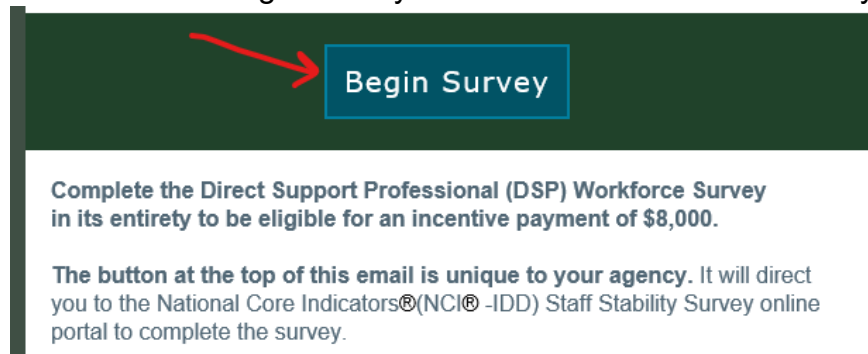 Begin Survey
Complete the Direct Support Professional (DSP) Workforce Survey
in its entirety to be eligible for an incentive payment of $8,000.
The button at the top of this email is unique to your agency. It will direct
you to the National Core Indicators®(NCI® -IDD) Staff Stability Survey online
portal to complete the survey.